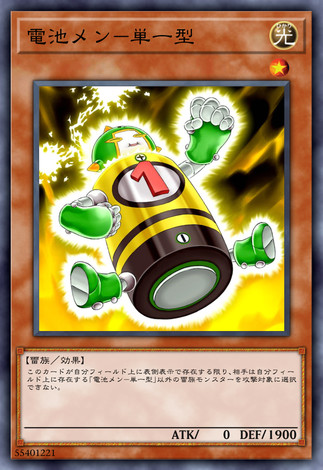 電池メン－単一型
光
1
【雷族／効果】
このカードが自分フィールド上に表側表示で存在する限り、相手は自分フィー
ルド上に存在する「電池メン－単一型」以外の雷族モンスターを攻撃対象に選択
できない。
ATK/ 0 DEF/1900
55401221